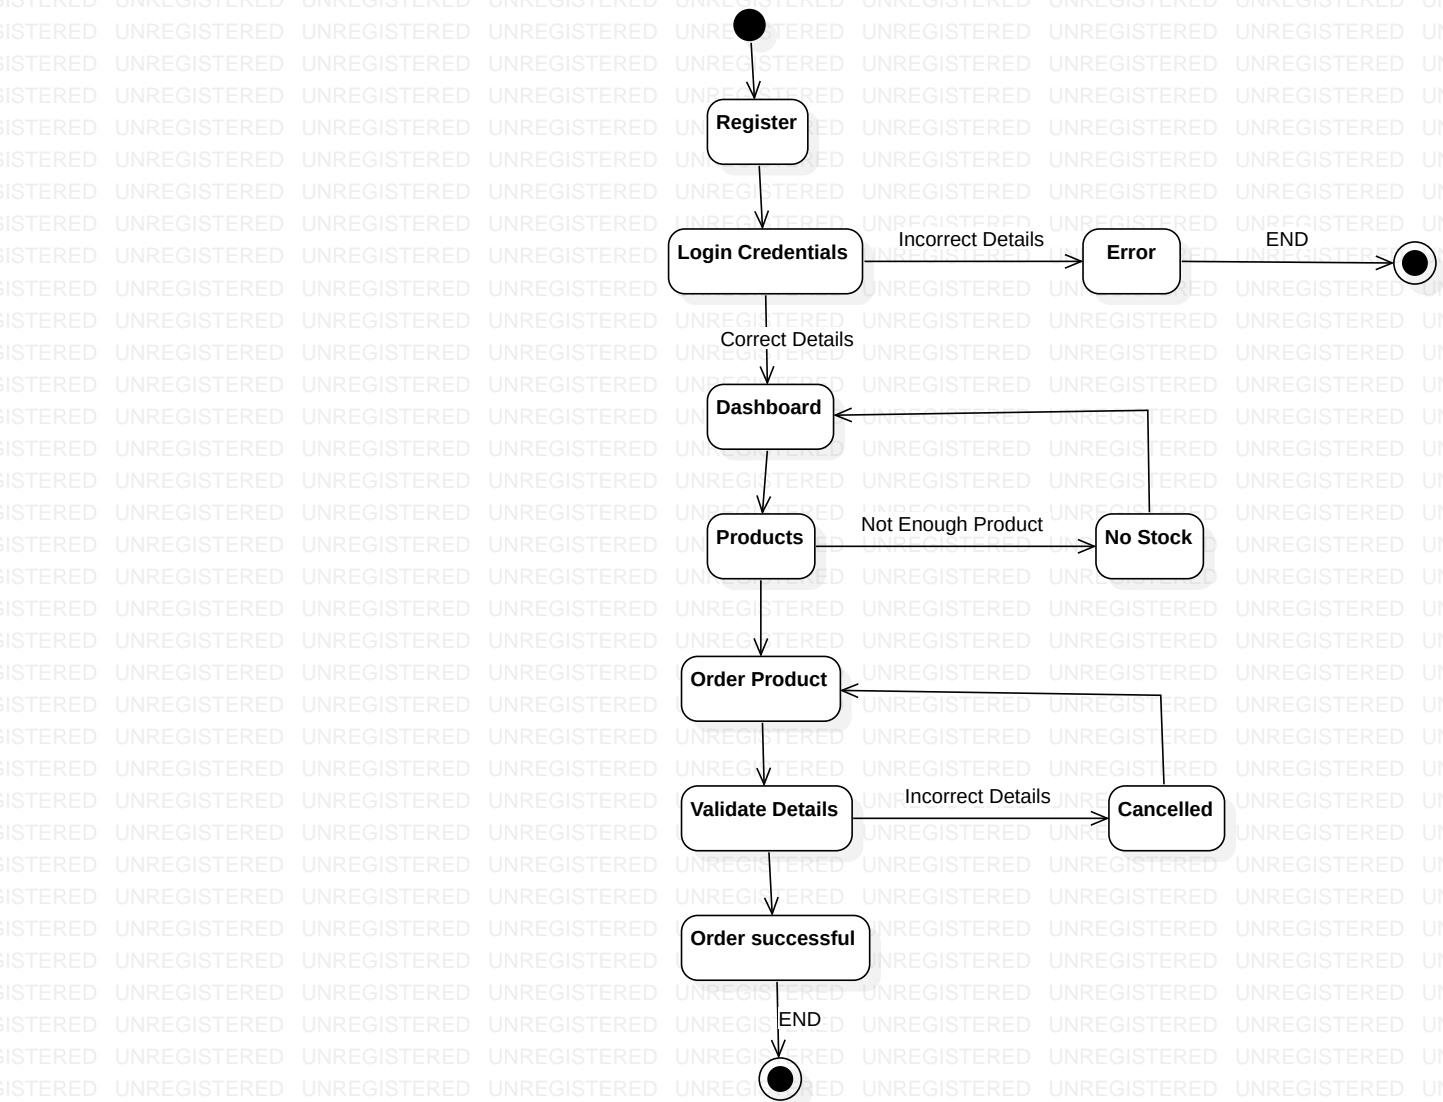 Register
Login Credentials
Incorrect Details
Error
END
Correct Details
Dashboard
Products
Not Enough Product
No Stock
Order Product
Validate Details
Incorrect Details
Cancelled
Order successful
END
UNREGISTERED